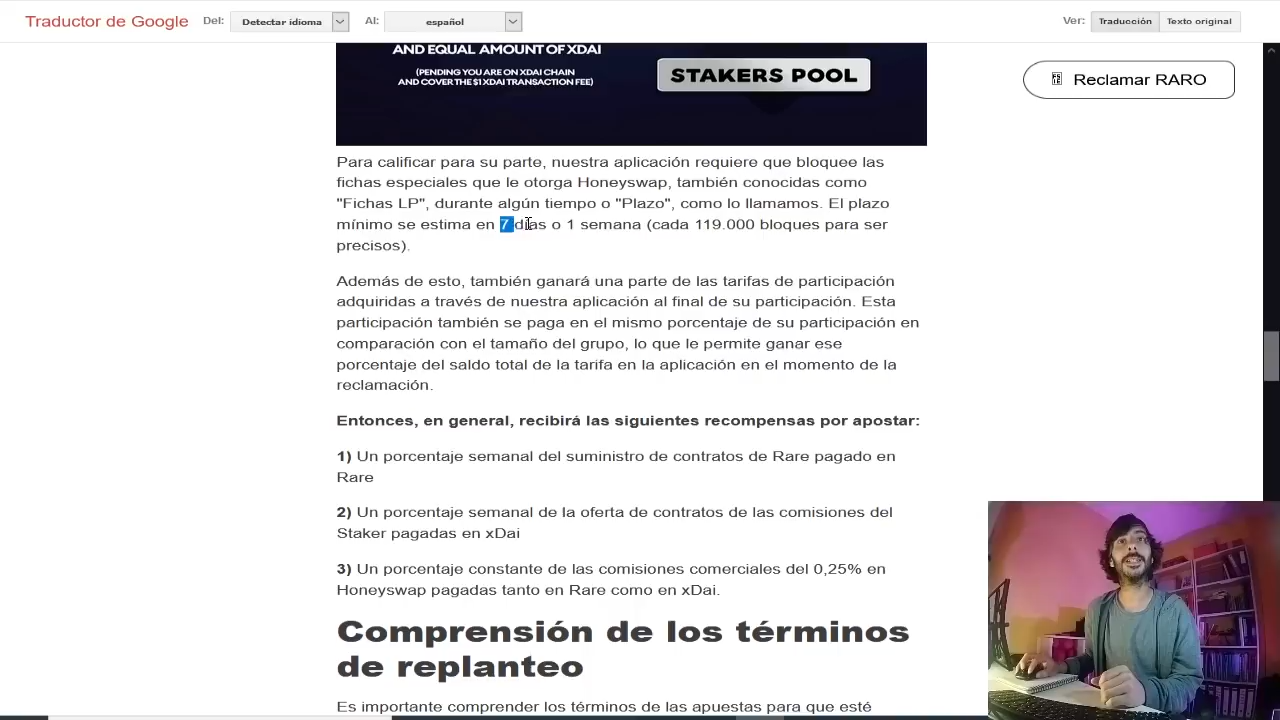 Traductor de Google
Del:
Detectar idioma
Al:
español
Ver:
Traducción
Texto original
AND EQUAL AMOUNT OF XDAI
(PENDING YOU ARE ON XDAI CHAIN
AND COVER THE $1 XDAI TRANSACTION FEE)
STAKERS POOL
Reclamar RARO
Para calificar para su parte, nuestra aplicación requiere que bloquee las
fichas especiales que le otorga Honeyswap, también conocidas como
"Fichas LP", durante algún tiempo o "Plazo", como lo llamamos. El plazo
mínimo se estima en 7 días o 1 semana (cada 119.000 bloques para ser
precisos).
Además de esto, también ganará una parte de las tarifas de participación
adquiridas a través de nuestra aplicación al final de su participación. Esta
participación también se paga en el mismo porcentaje de su participación en
comparación con el tamaño del grupo, lo que le permite ganar ese
porcentaje del saldo total de la tarifa en la aplicación en el momento de la
reclamación.
Entonces, en general, recibirá las siguientes recompensas por apostar:
1) Un porcentaje semanal del suministro de contratos de Rare pagado en
Rare
2) Un porcentaje semanal de la oferta de contratos de las comisiones del
Staker pagadas en xDai
3) Un porcentaje constante de las comisiones comerciales del 0,25% en
Honeyswap pagadas tanto en Rare como en xDai.
Comprensión de los términos
de replanteo
Es importante comprender los términos de las apuestas para que esté